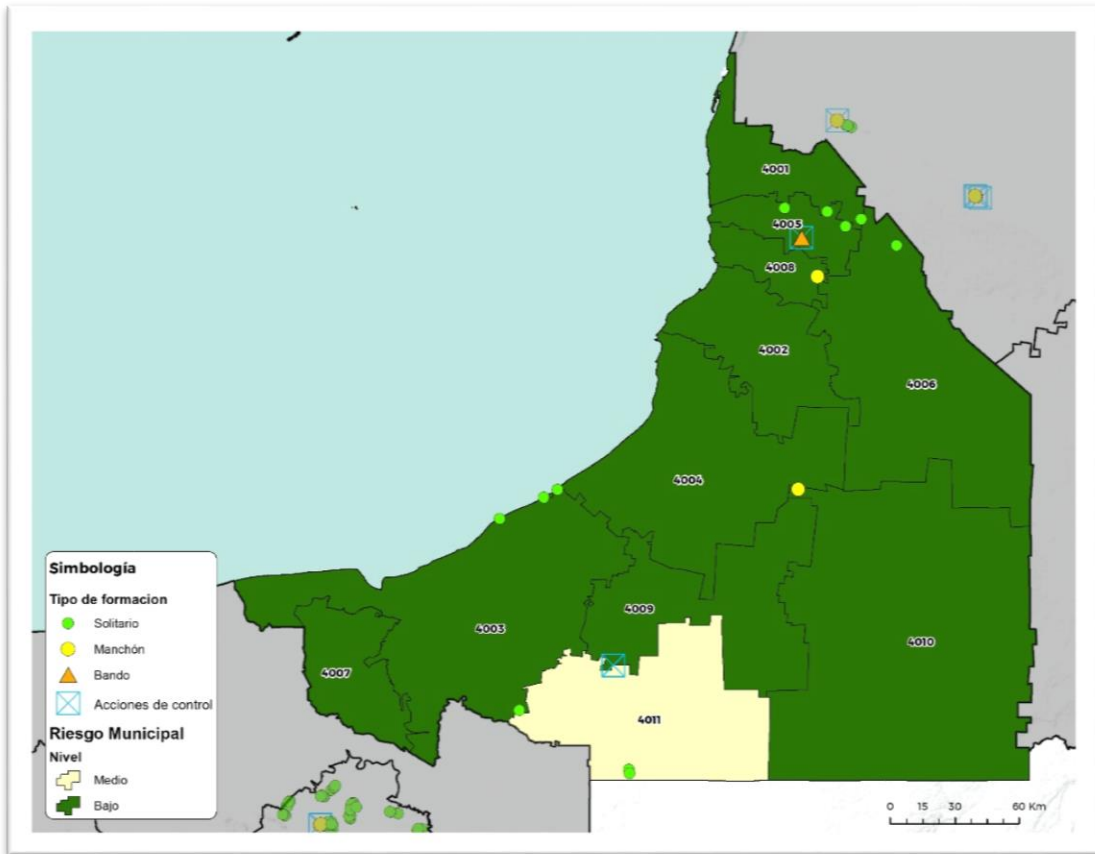 4001
4005
4008
4002
4006
4004
4009
4003
4010
4007
4011
Simbología
Tipo de formacion
Solitario
Manchón
Bando
Acciones de control
Riesgo Municipal
Nivel
Medio
Bajo
0 15 30 60 Km